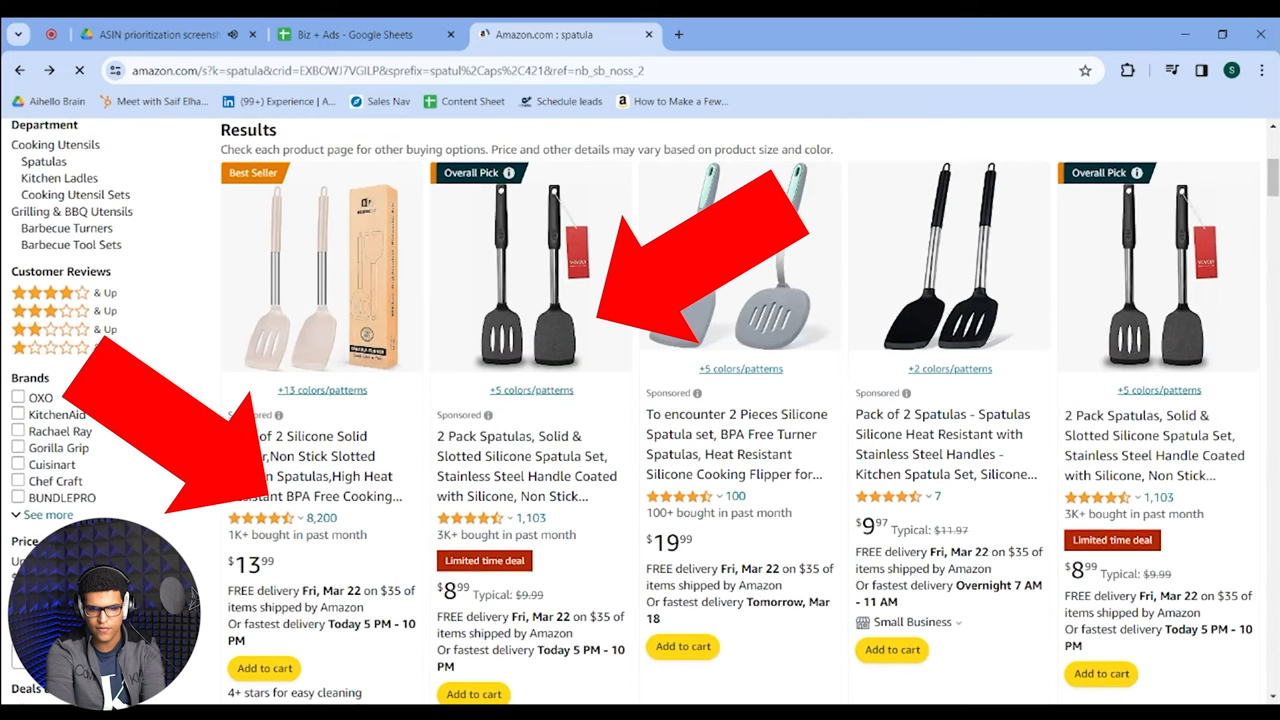 ASIN prioritization screensh
Biz + Ads - Google Sheets
Amazon.com : spatula
amazon.com/s?k=spatula&crid=EXBOWJ7VGILP&sprefix=spatul%2Caps%2C421&ref=nb_sb_noss_2
S
Aihello Brain
Meet with Saif Elha...
(99+) Experience | A...
Sales Nav
Content Sheet
Schedule leads
How to Make a Few...
Department
Cooking Utensils
Spatulas
Kitchen Ladles
Cooking Utensil Sets
Grilling & BBQ Utensils
Barbecue Turners
Barbecue Tool Sets
Customer Reviews
& Up
& Up
& Up
Brands
OXO
KitchenAid
Rachael Ray
Gorilla Grip
Cuisinart
Chef Craft
BUNDLEPRO
See more
Price
Deals
Results
Check each product page for other buying options. Price and other details may vary based on product size and color.
Best Seller
+13 colors/patterns
of 2 Silicone Solid
Non Stick Slotted
Spatulas,High Heat
BPA Free Cooking...
8,200
1K+ bought in past month
$13 99
FREE delivery Fri, Mar 22 on $35 of
items shipped by Amazon
Or fastest delivery Today 5 PM - 10
PM
Add to cart
4+ stars for easy cleaning
Overall Pick
+5 colors/patterns
Sponsored
2 Pack Spatulas, Solid &
Slotted Silicone Spatula Set,
Stainless Steel Handle Coated
with Silicone, Non Stick...
1,103
3K+ bought in past month
Limited time deal
$8 99 Typical: $9.99
FREE delivery Fri, Mar 22 on $35 of
items shipped by Amazon
Or fastest delivery Today 5 PM - 10
PM
Add to cart
+5 colors/patterns
Sponsored
To encounter 2 Pieces Silicone
Spatula set, BPA Free Turner
Spatulas, Heat Resistant
Silicone Cooking Flipper for...
100
100+ bought in past month
$19 99
FREE delivery Fri, Mar 22 on $35 of
items shipped by Amazon
Or fastest delivery Tomorrow, Mar
18
Add to cart
+2 colors/patterns
Sponsored
Pack of 2 Spatulas - Spatulas
Silicone Heat Resistant with
Stainless Steel Handles -
Kitchen Spatula Set, Silicone...
7
$9 97 Typical: $11.97
FREE delivery Fri, Mar 22 on $35 of
items shipped by Amazon
Or fastest delivery Overnight 7 AM
- 11 AM
Small Business
Add to cart
Overall Pick
+5 colors/patterns
2 Pack Spatulas, Solid &
Slotted Silicone Spatula Set,
Stainless Steel Handle Coated
with Silicone, Non Stick...
1,103
3K+ bought in past month
Limited time deal
$8 99 Typical: $9.99
FREE delivery Fri, Mar 22 on $35 of
items shipped by Amazon
Or fastest delivery Today 5 PM - 10
PM
Add to cart